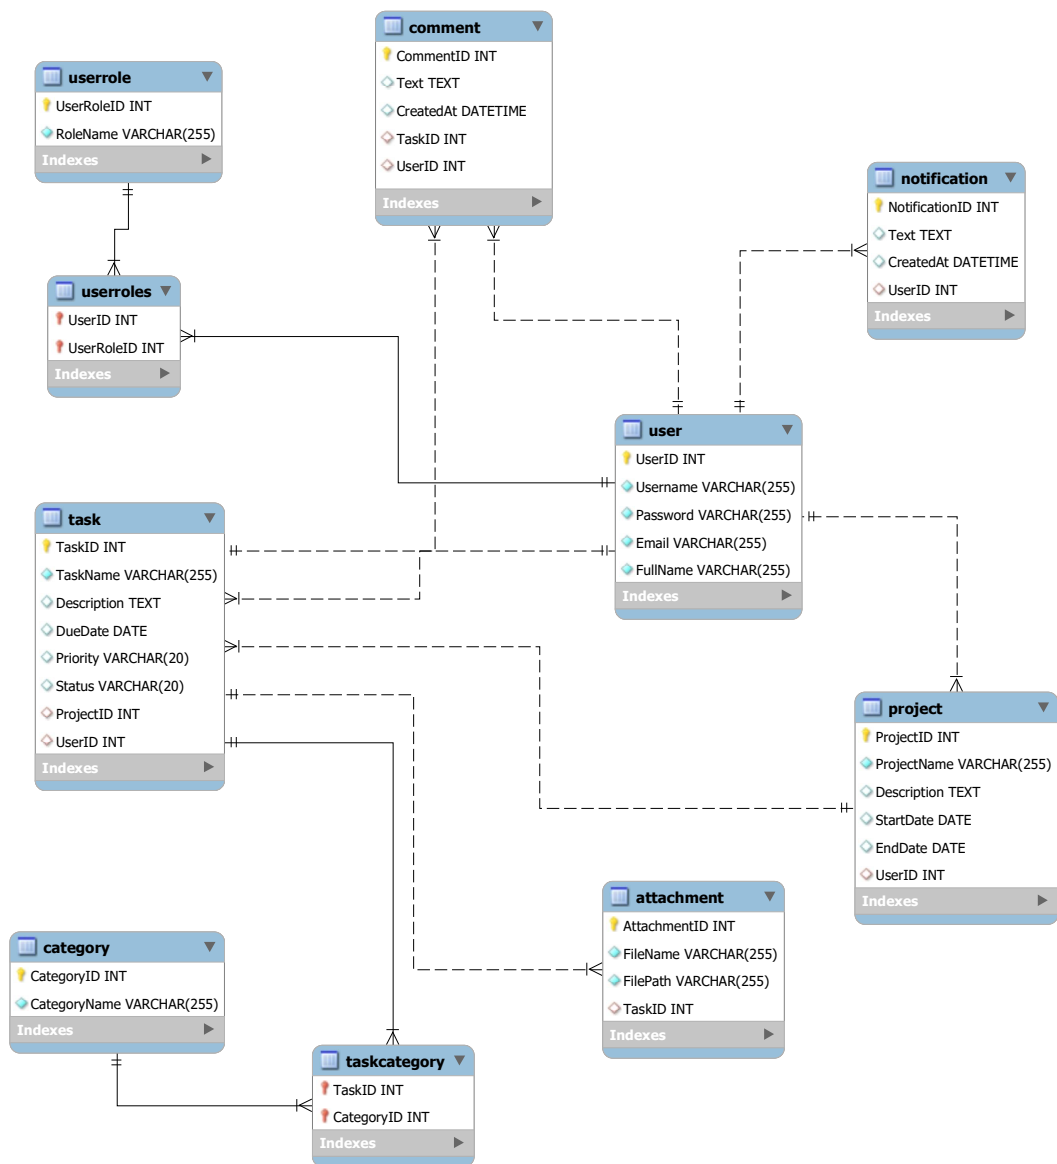 comment
CommentID INT
Text TEXT
CreatedAt DATETIME
TaskID INT
UserID INT
Indexes
userrole
UserRoleID INT
RoleName VARCHAR(255)
Indexes
notification
NotificationID INT
Text TEXT
CreatedAt DATETIME
UserID INT
Indexes
userroles
UserID INT
UserRoleID INT
Indexes
user
UserID INT
Username VARCHAR(255)
Password VARCHAR(255)
Email VARCHAR(255)
FullName VARCHAR(255)
Indexes
task
TaskID INT
TaskName VARCHAR(255)
Description TEXT
DueDate DATE
Priority VARCHAR(20)
Status VARCHAR(20)
ProjectID INT
UserID INT
Indexes
project
ProjectID INT
ProjectName VARCHAR(255)
Description TEXT
StartDate DATE
EndDate DATE
UserID INT
Indexes
attachment
AttachmentID INT
FileName VARCHAR(255)
FilePath VARCHAR(255)
TaskID INT
Indexes
category
CategoryID INT
CategoryName VARCHAR(255)
Indexes
taskcategory
TaskID INT
CategoryID INT
Indexes